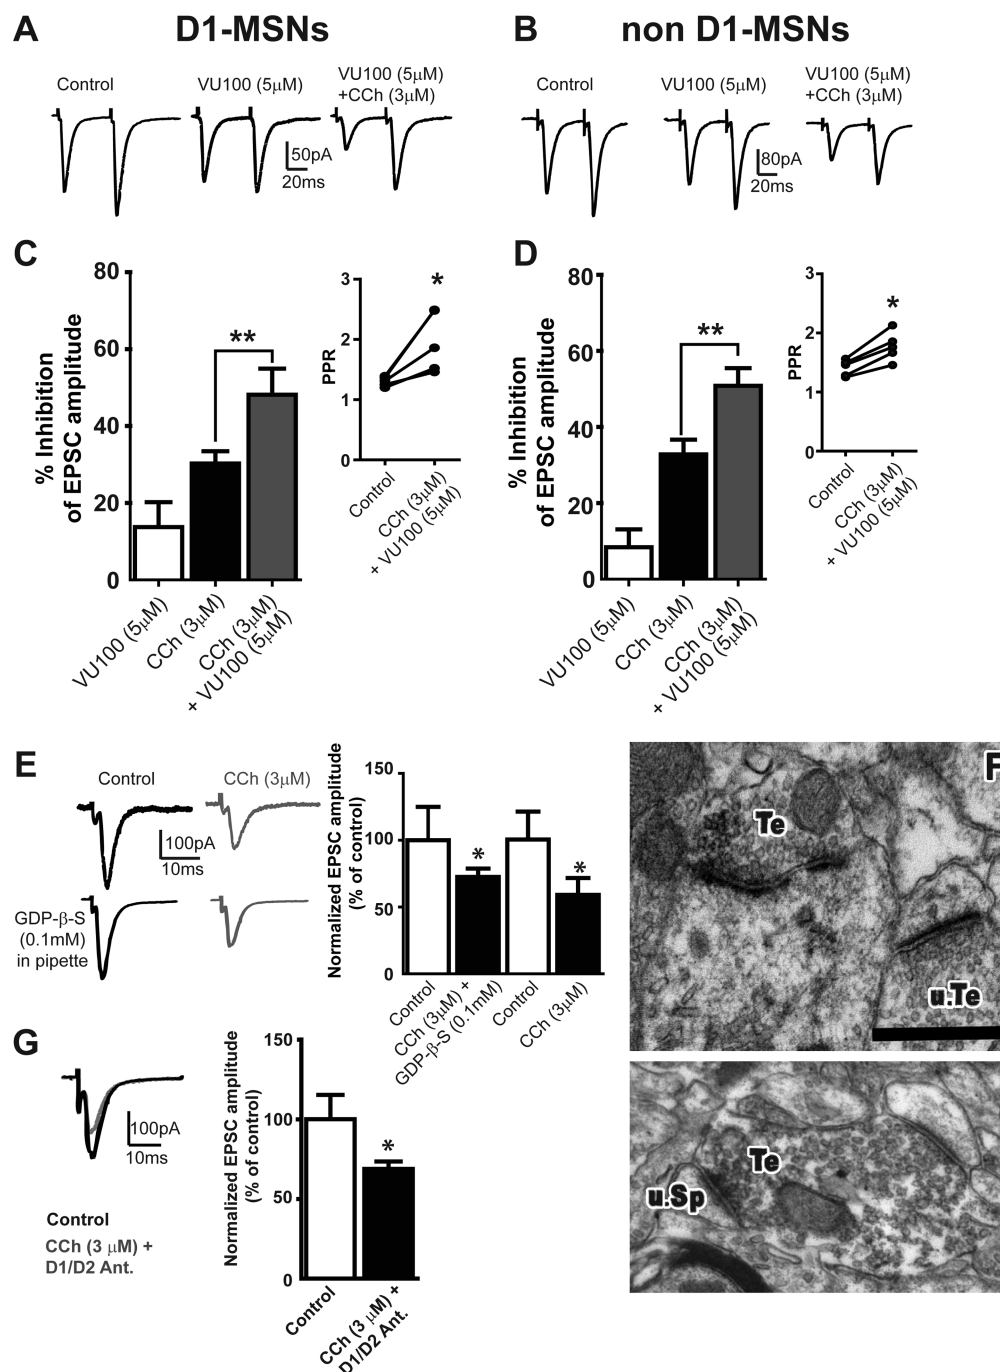 A D1-MSNs
B non D1-MSNs
Control
VU100 (5μM)
VU100 (5μM)
+CCh (3μM)
50pA
20ms
Control
VU100 (5μM)
VU100 (5μM)
+CCh (3μM)
80pA
20ms
C
% Inhibition
of EPSC amplitude
80
60
40
20
0
**
VU100 (5μM)
CCh (3μM)
CCh (3μM)
+ VU100 (5μM)
PPR
3
2
1
0
*
Control
CCh (3μM)
+ VU100 (5μM)
D
% Inhibition
of EPSC amplitude
80
60
40
20
0
**
VU100 (5μM)
CCh (3μM)
CCh (3μM)
+ VU100 (5μM)
PPR
3
2
1
0
*
Control
CCh (3μM)
+ VU100 (5μM)
E
Control
CCh (3μM)
100pA
10ms
GDP-β-S
(0.1mM)
in pipette
Normalized EPSC amplitude
(% of control)
150
100
50
0
*
*
Control
CCh (3μM) +
GDP-β-S (0.1mM)
Control
CCh (3μM)
F
Te
u.Te
Te
u.Sp
G
100pA
10ms
Control
CCh (3 μM) +
D1/D2 Ant.
Normalized EPSC amplitude
(% of control)
150
100
50
0
*
Control
CCh (3 μM) +
D1/D2 Ant.